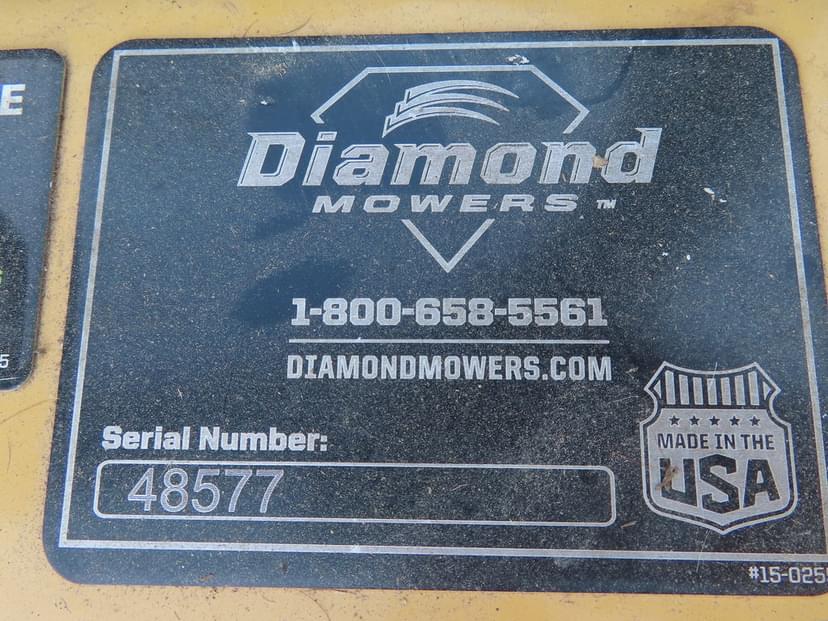 Diamond
MOWERS™
1-800-658-5561
DIAMONDMOWERS.COM
Serial Number:
48577
MADE IN THE
USA